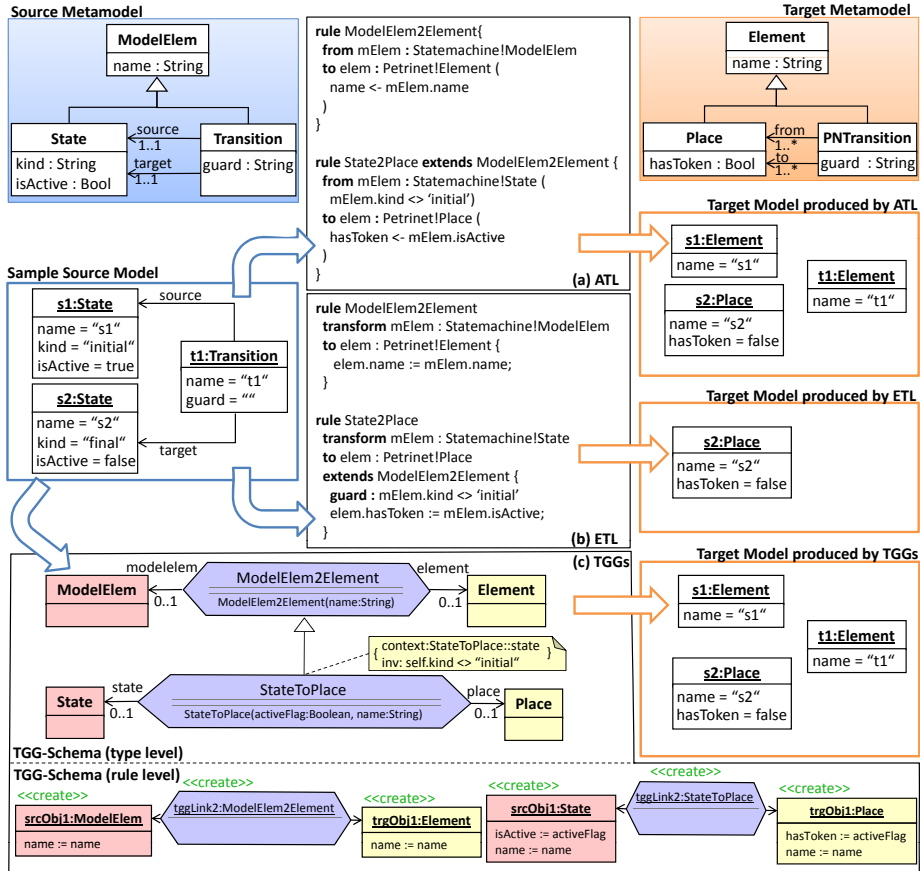 Source Metamodel
ModelElem
name : String
State
kind : String
isActive : Bool
source
1..1
target
1..1
Transition
guard : String
rule ModelElem2Element{
from mElem : Statemachine!ModelElem
to elem : Petrinet!Element (
name <- mElem.name
)
}
rule State2Place extends ModelElem2Element {
from mElem : Statemachine!State (
mElem.kind <> ‘initial’)
to elem : Petrinet!Place (
hasToken <- mElem.isActive
)
}
(a) ATL
Target Metamodel
Element
name : String
Place
hasToken : Bool
from
1..*
to
1..*
PNTransition
guard : String
Target Model produced by ATL
s1:Element
name = “s1“
t1:Element
name = “t1“
s2:Place
name = “s2“
hasToken = false
Sample Source Model
s1:State
name = “s1“
kind = “initial“
isActive = true
source
t1:Transition
name = “t1“
guard = ““
s2:State
name = “s2“
kind = “final“
isActive = false
target
rule ModelElem2Element
transform mElem : Statemachine!ModelElem
to elem : Petrinet!Element {
elem.name := mElem.name;
}
rule State2Place
transform mElem : Statemachine!State
to elem : Petrinet!Place
extends ModelElem2Element {
guard : mElem.kind <> ‘initial’
elem.hasToken := mElem.isActive;
}
(b) ETL
Target Model produced by ETL
s2:Place
name = “s2“
hasToken = false
(c) TGGs
ModelElem
modelelem
0..1
ModelElem2Element
ModelElem2Element(name:String)
element
0..1
Element
{ context:StateToPlace::state }
inv: self.kind <> “initial“
State
state
0..1
StateToPlace
StateToPlace(activeFlag:Boolean, name:String)
place
0..1
Place
TGG-Schema (type level)
Target Model produced by TGGs
s1:Element
name = “s1“
t1:Element
name = “t1“
s2:Place
name = “s2“
hasToken = false
TGG-Schema (rule level)
<<create>>
srcObj1:ModelElem
name := name
<<create>>
tggLink2:ModelElem2Element
<<create>>
trgObj1:Element
name := name
<<create>>
srcObj1:State
isActive := activeFlag
name := name
<<create>>
tggLink2:StateToPlace
<<create>>
trgObj1:Place
hasToken := activeFlag
name := name